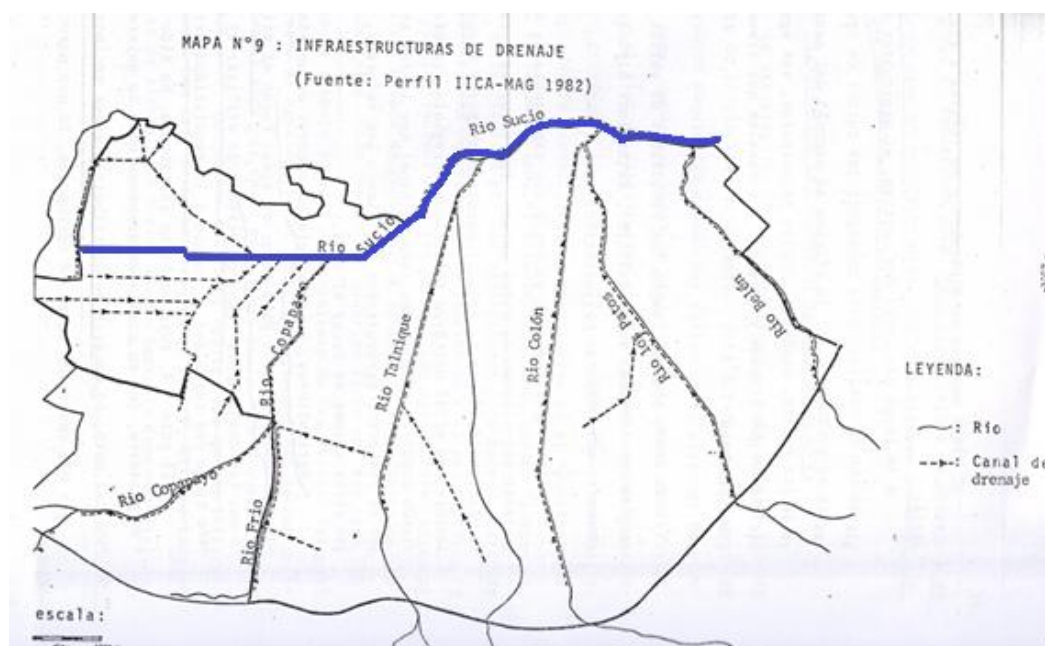 MAPA N°9 : INFRAESTRUCTURAS DE DRENAJE
(Fuente: Perfil IICA-MAG 1982)
Rio Sucio
Rio Sucio
Rio Copapayo
Rio Talnique
Rio Colón
Rio los Patos
Rio Belén
LEYENDA:
: Rio
: Canal de
drenaje
Rio Copapayo
Rio Frio
escala: